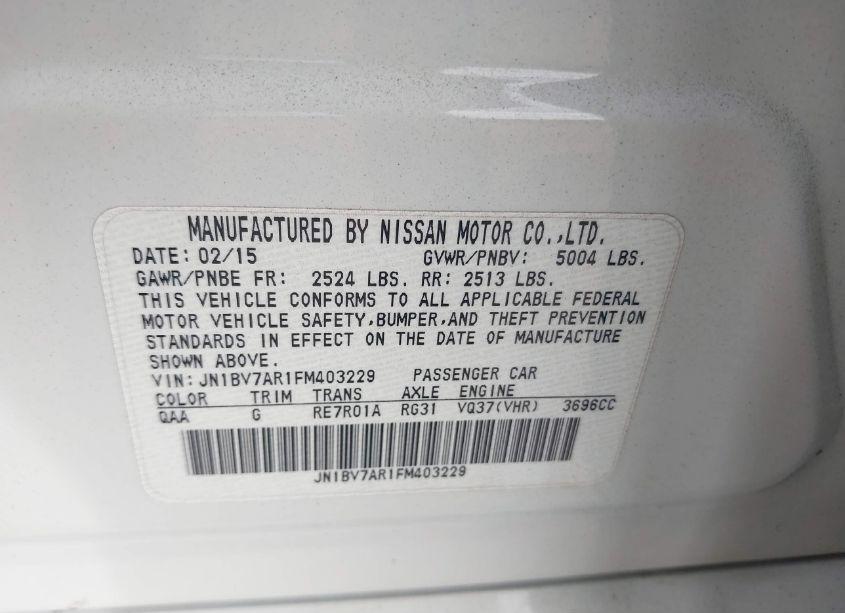 MANUFACTURED BY NISSAN MOTOR CO.,LTD.
DATE: 02/15 GVWR/PNBV: 5004 LBS.
GAWR/PNBE FR: 2524 LBS. RR: 2513 LBS.
THIS VEHICLE CONFORMS TO ALL APPLICABLE FEDERAL
MOTOR VEHICLE SAFETY,BUMPER,AND THEFT PREVENTION
STANDARDS IN EFFECT ON THE DATE OF MANUFACTURE
SHOWN ABOVE.
VIN: JN1BV7AR1FM403229 PASSENGER CAR
COLOR TRIM TRANS AXLE ENGINE
QAA G RE7R01A RG31 VQ37(VHR) 3696CC
JN1BV7AR1FM403229